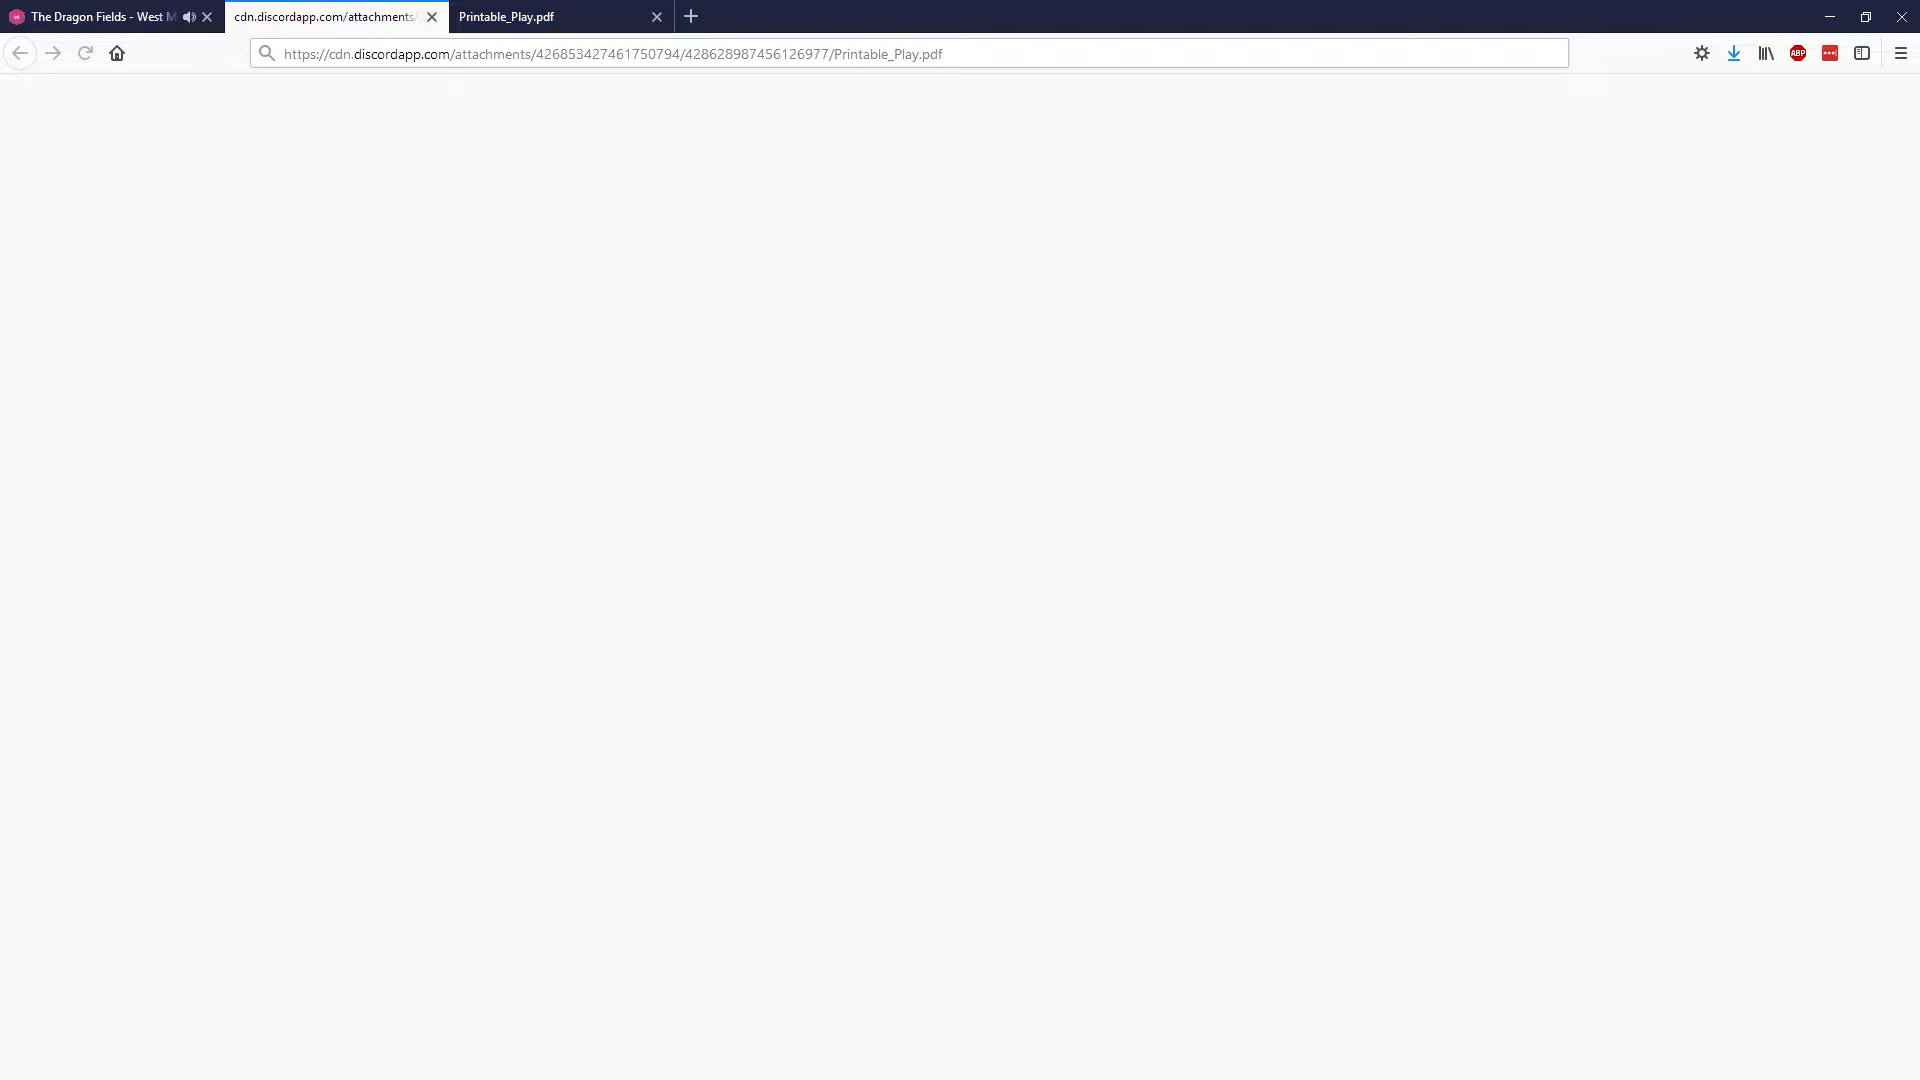 The Dragon Fields - West M
cdn.discordapp.com/attachments/
Printable_Play.pdf
https://cdn.discordapp.com/attachments/426853427461750794/428628987456126977/Printable_Play.pdf
ABP